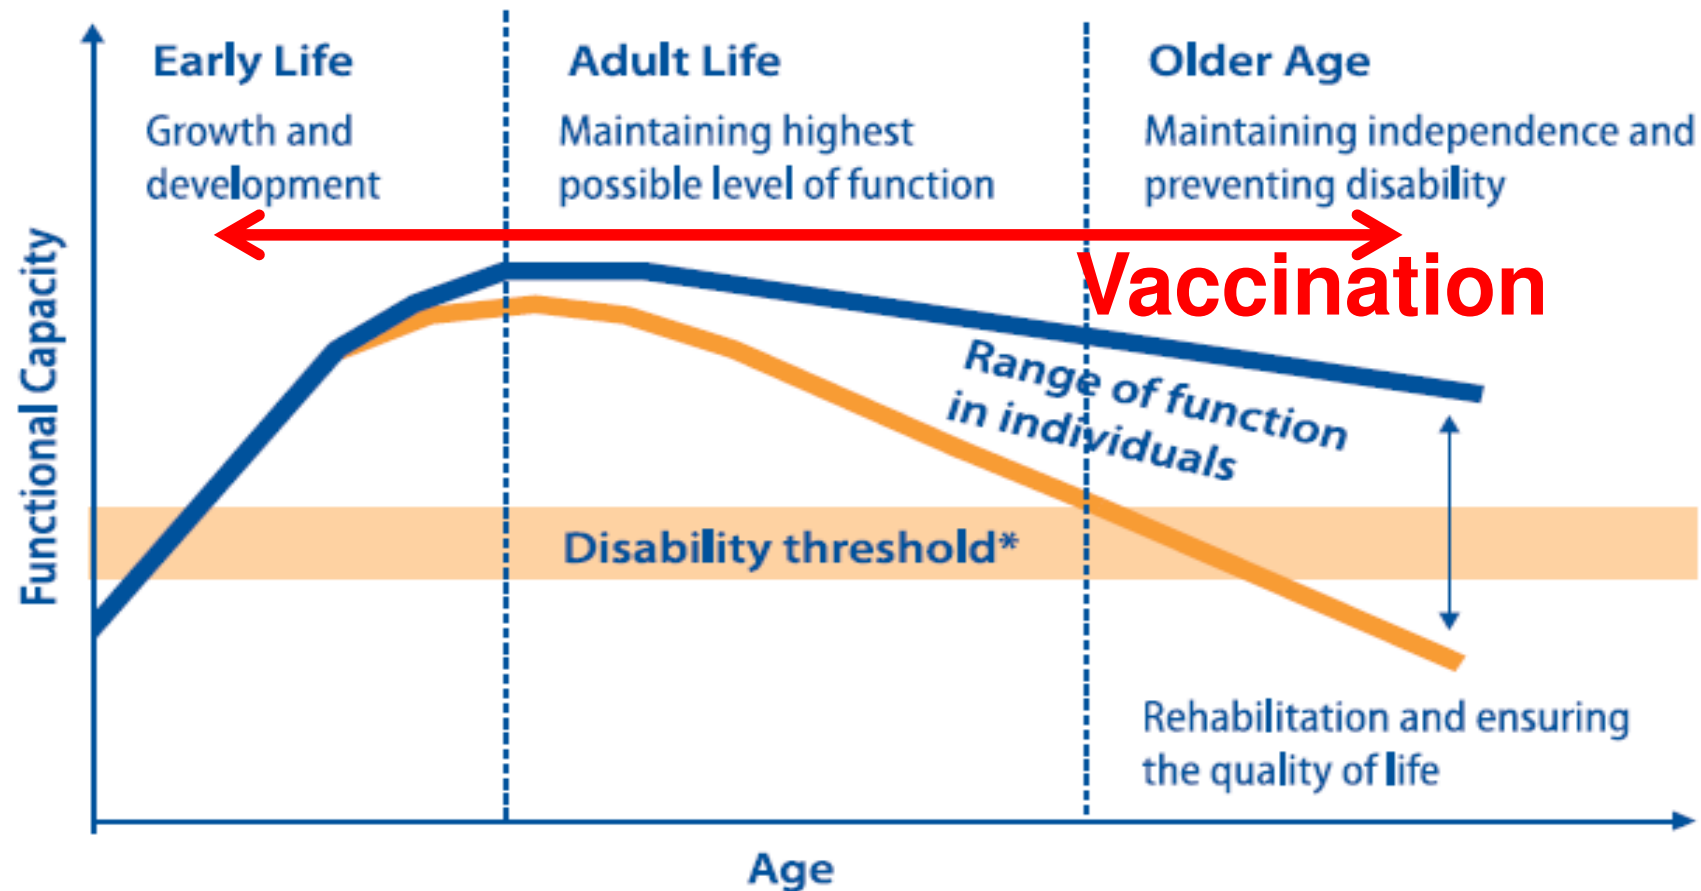 Early Life
Growth and
development
Adult Life
Maintaining highest
possible level of function
Older Age
Maintaining independence and
preventing disability
Vaccination
Functional Capacity
Range of function
in individuals
Disability threshold*
Rehabilitation and ensuring
the quality of life
Age